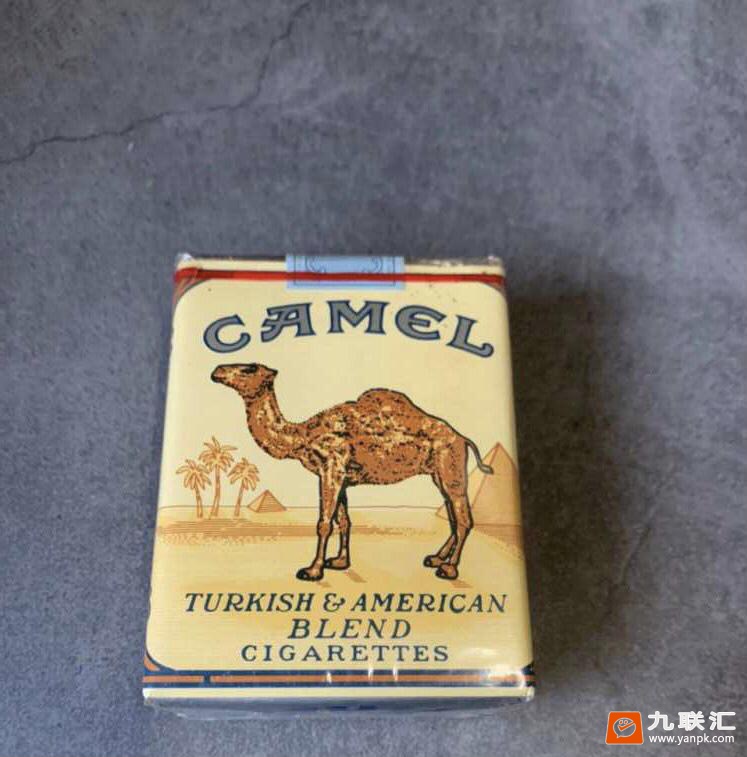 CAMEL
TURKISH & AMERICAN
BLEND
CIGARETTES
九联汇
www.yanpk.com